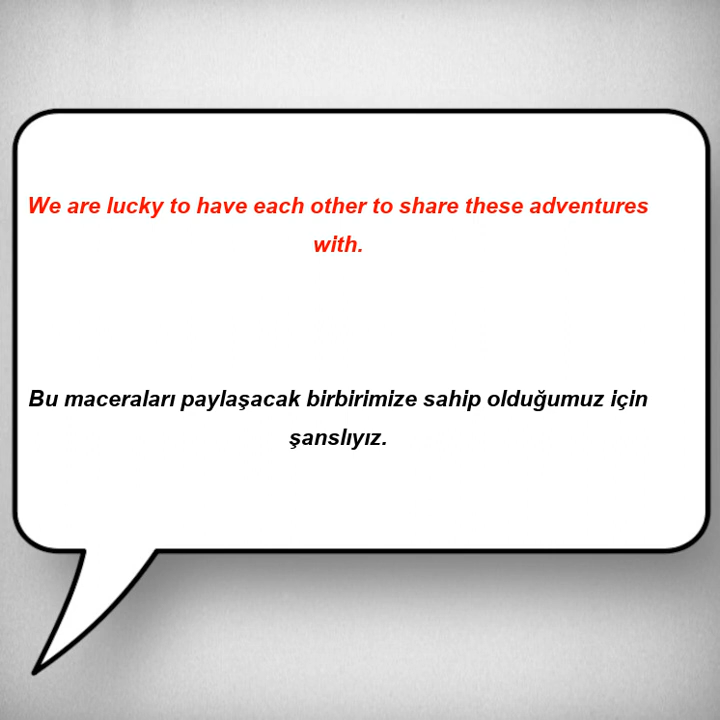 We are lucky to have each other to share these adventures
with.
Bu maceraları paylaşacak birbirimize sahip olduğumuz için
şanslıyız.